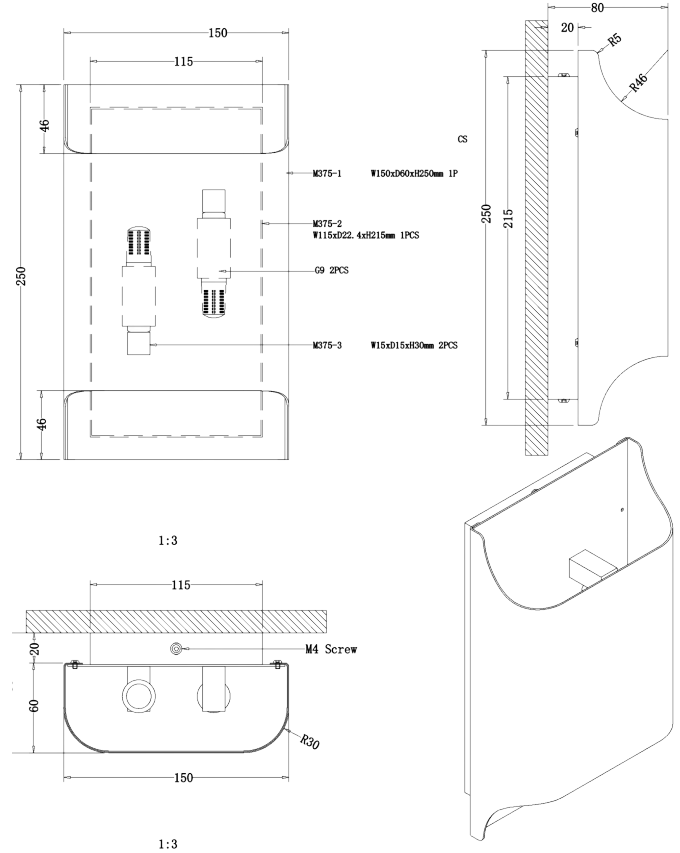 150
115
46
M375-1 W150xD60xH250mm 1P
CS
M375-2
W115xD22.4xH215mm 1PCS
G9 2PCS
250
M375-3 W15xD15xH30mm 2PCS
46
1:3
80
20
R5
R46
250
215
115
20
M4 Screw
60
R30
150
1:3